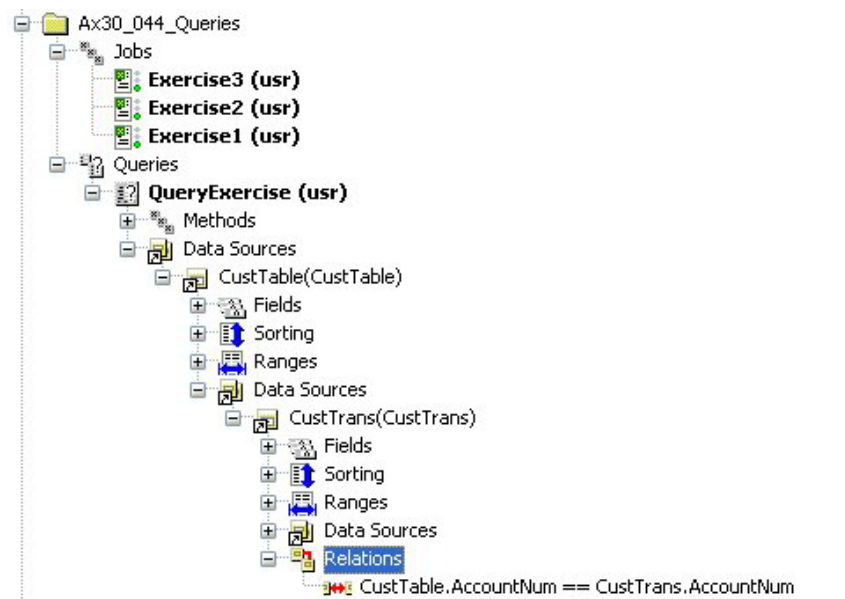 Ax30_044_Queries
Jobs
Exercise3 (usr)
Exercise2 (usr)
Exercise1 (usr)
Queries
QueryExercise (usr)
Methods
Data Sources
CustTable(CustTable)
Fields
Sorting
Ranges
Data Sources
CustTrans(CustTrans)
Fields
Sorting
Ranges
Data Sources
Relations
CustTable.AccountNum == CustTrans.AccountNum